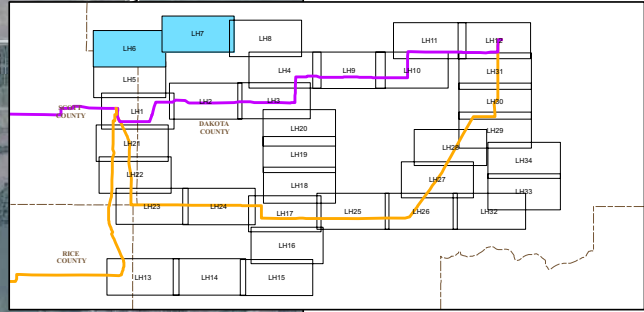 LH7
LH8
LH11
LH12
LH6
LH4
LH9
LH10
LH31
LH5
LH2
LH3
LH30
SCOTT
COUNTY
LH1
DAKOTA
COUNTY
LH20
LH29
LH21
LH28
LH19
LH34
LH22
LH27
LH18
LH33
LH23
LH24
LH17
LH25
LH26
LH32
LH16
RICE
COUNTY
LH13
LH14
LH15